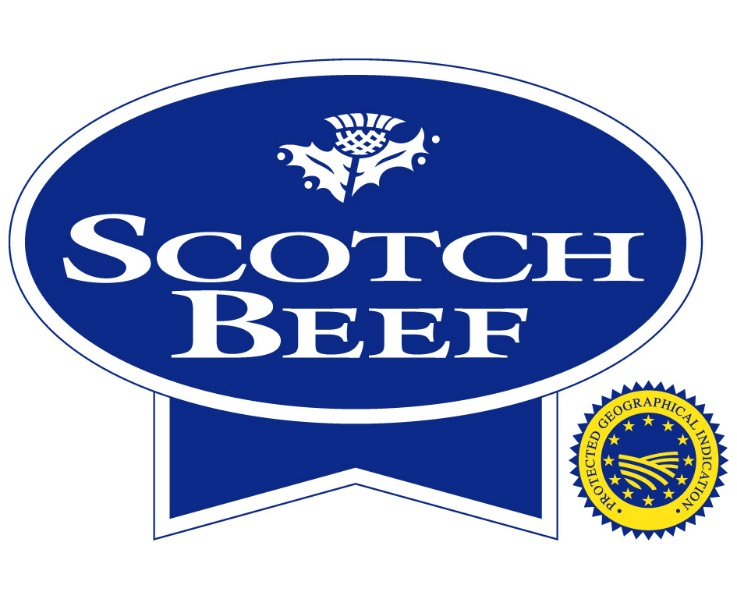 SCOTCH
BEEF
PROTECTED GEOGRAPHICAL INDICATION